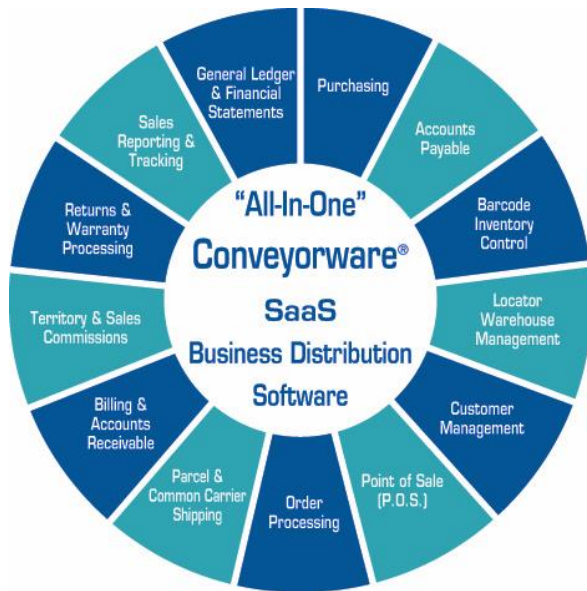 "All-In-One"
Conveyorware®
SaaS
Business Distribution
Software
Purchasing
Accounts
Payable
Barcode
Inventory
Control
Locator
Warehouse
Management
Customer
Management
Point of Sale
(P.O.S.)
Order
Processing
Parcel &
Common Carrier
Shipping
Billing &
Accounts
Receivable
Territory & Sales
Commissions
Returns &
Warranty
Processing
Sales
Reporting &
Tracking
General Ledger
& Financial
Statements